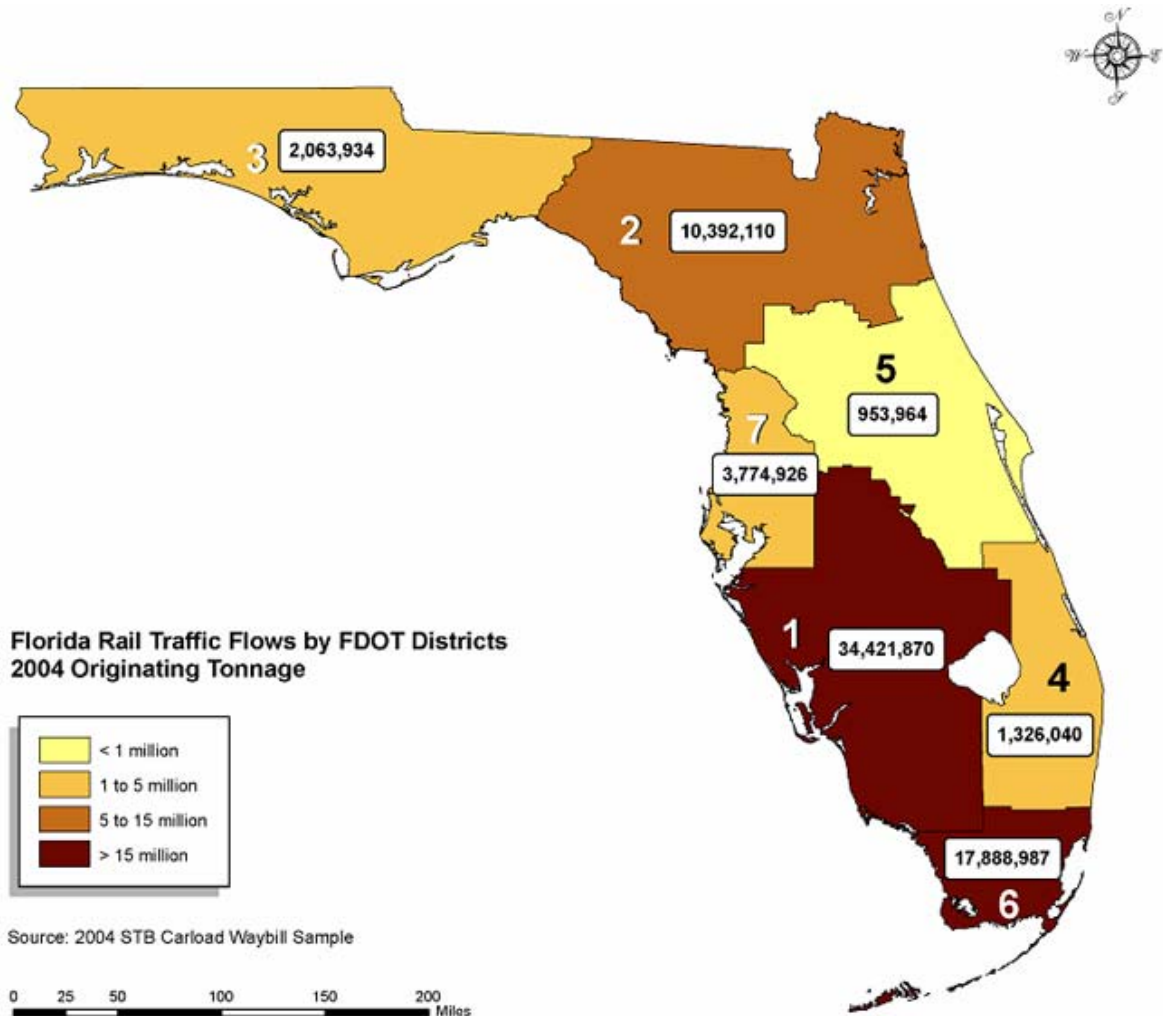 N
W E
S
3 2,063,934
2 10,392,110
5
953,964
7
3,774,926
1 34,421,870
4
1,326,040
17,888,987
6
Florida Rail Traffic Flows by FDOT Districts
2004 Originating Tonnage
< 1 million
1 to 5 million
5 to 15 million
> 15 million
Source: 2004 STB Carload Waybill Sample
0 25 50 100 150 200
Miles